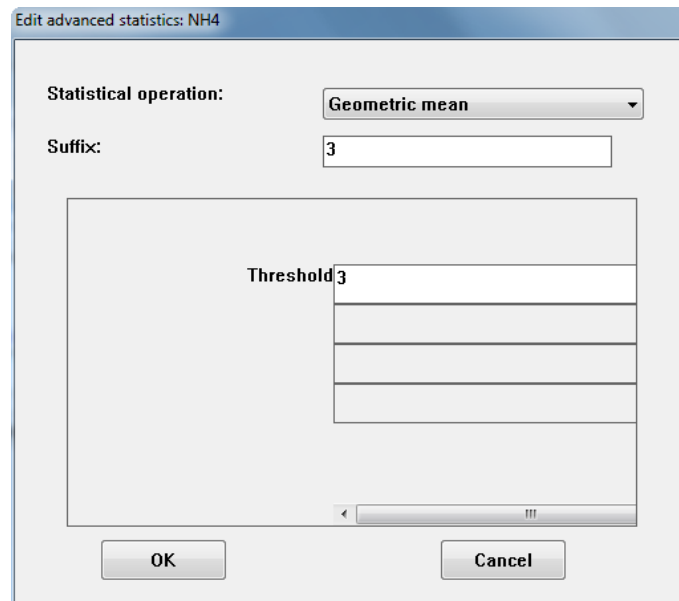 Edit advanced statistics: NH4
Statistical operation: Geometric mean
Suffix: 3
Threshold 3
OK Cancel